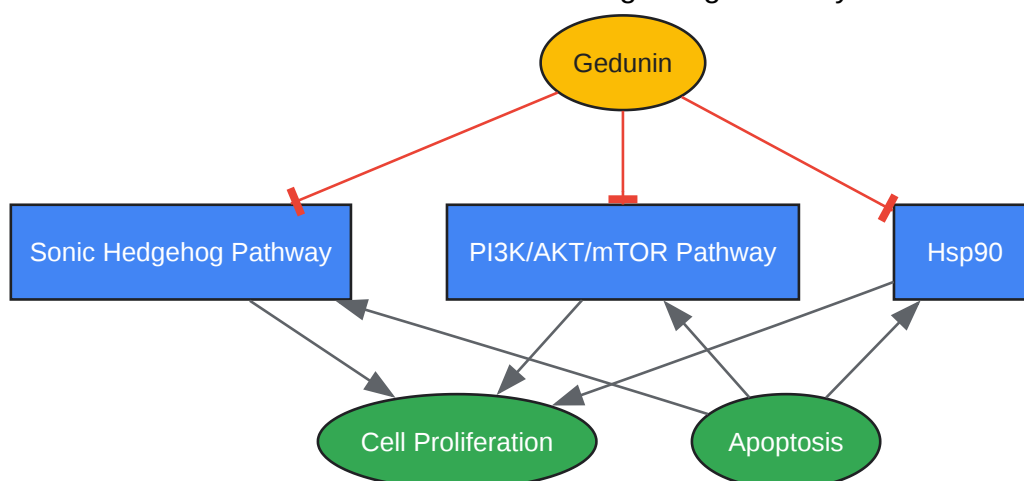 Gedunin
Sonic Hedgehog Pathway
PI3K/AKT/mTOR Pathway
Hsp90
Cell Proliferation
Apoptosis